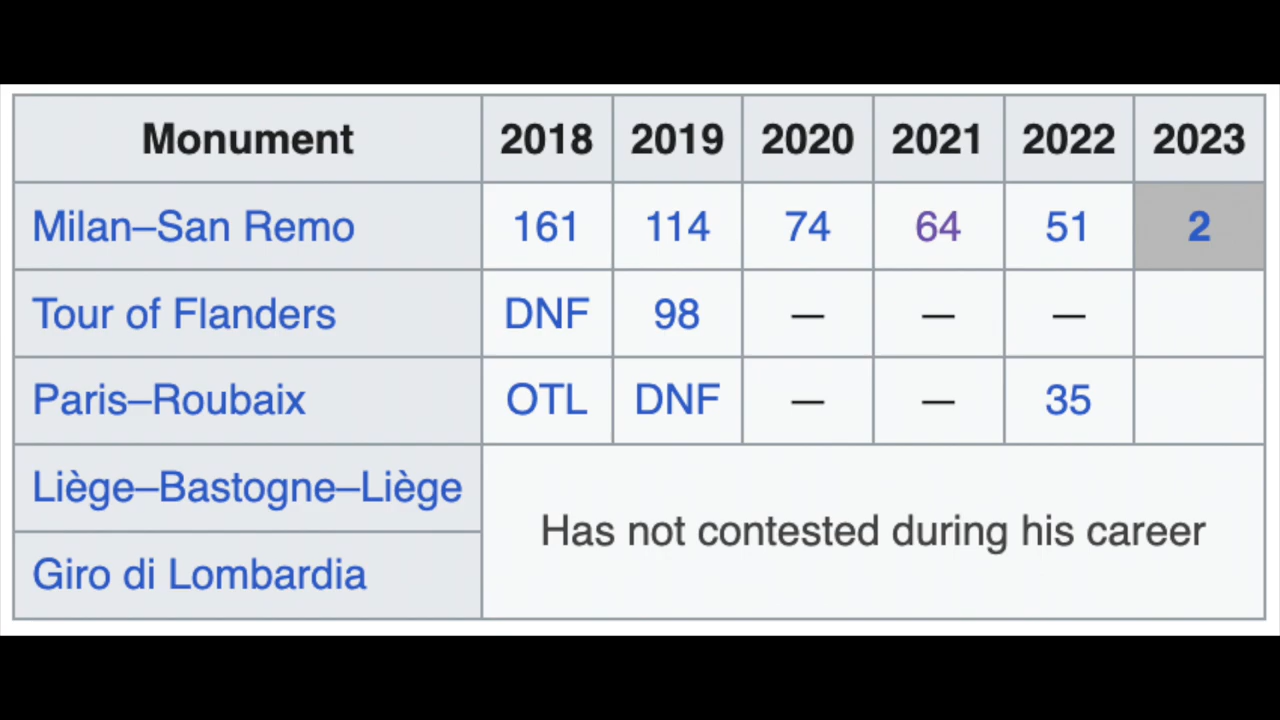 Monument 2018 2019 2020 2021 2022 2023
Milan–San Remo 161 114 74 64 51 2
Tour of Flanders DNF 98 — — —
Paris–Roubaix OTL DNF — — 35
Liège–Bastogne–Liège
Has not contested during his career
Giro di Lombardia